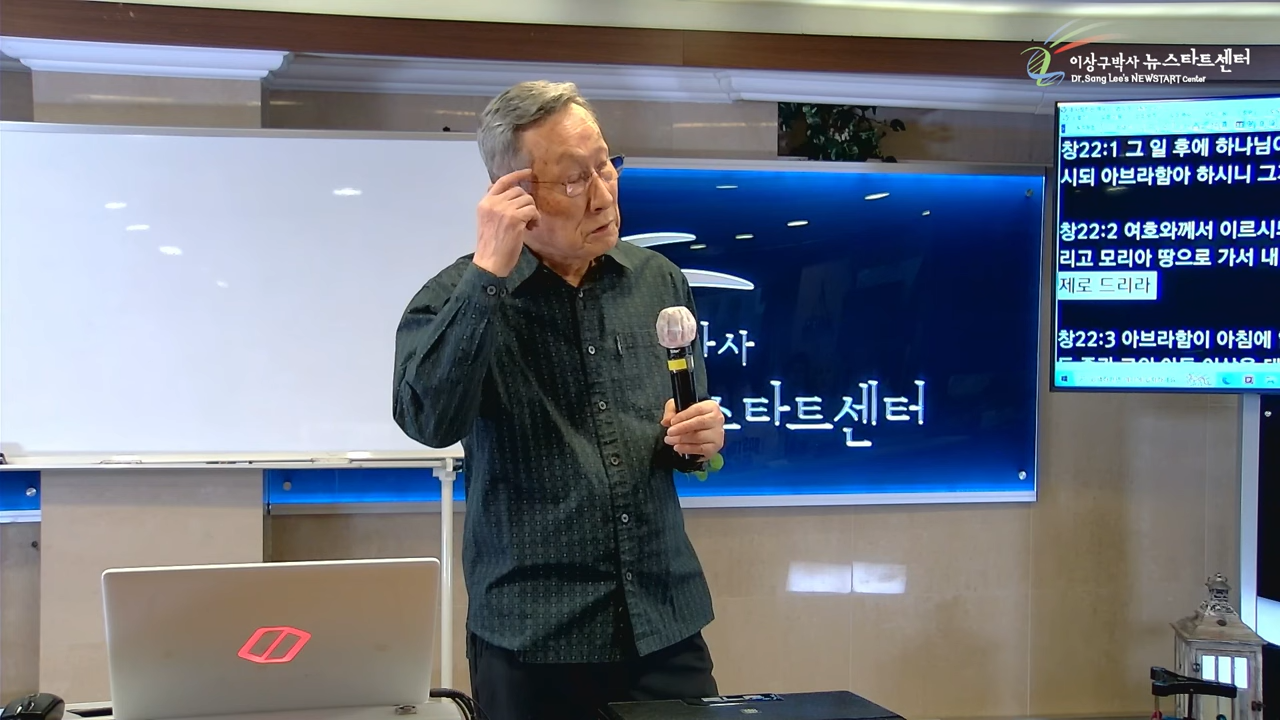 이상구박사 뉴스타트센터
Dr. Sang Lee's NEWSTART Center
창22:1 그 일 후에 하나님이
시되 아브라함아 하시니
창22:2 여호와께서 이르시되
리고 모리아 땅으로 가서 내
제로 드리라
창22:3 아브라함이 아침에
박사
스타트센터